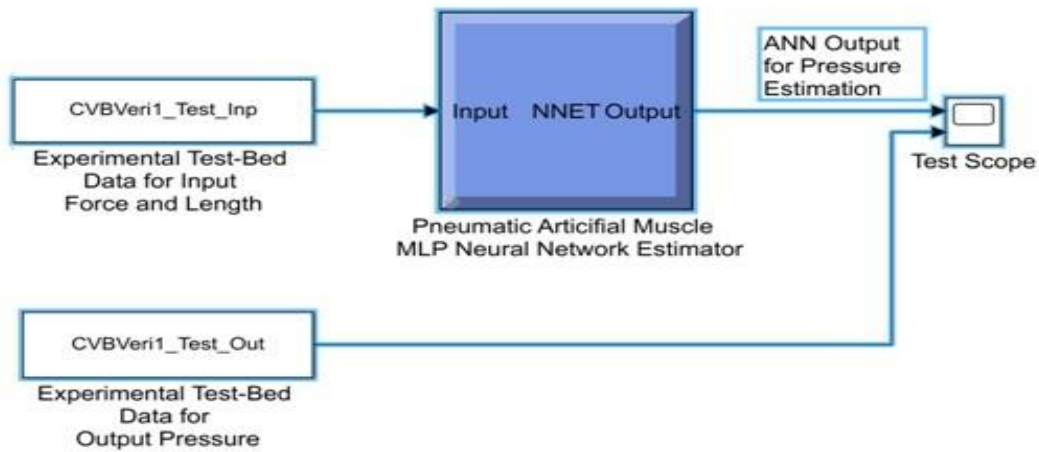 ANN Output
for Pressure
Estimation
CVBVeri1_Test_Inp
Input NNET Output
Experimental Test-Bed
Data for Input
Force and Length
Test Scope
Pneumatic Articifial Muscle
MLP Neural Network Estimator
CVBVeri1_Test_Out
Experimental Test-Bed
Data for
Output Pressure